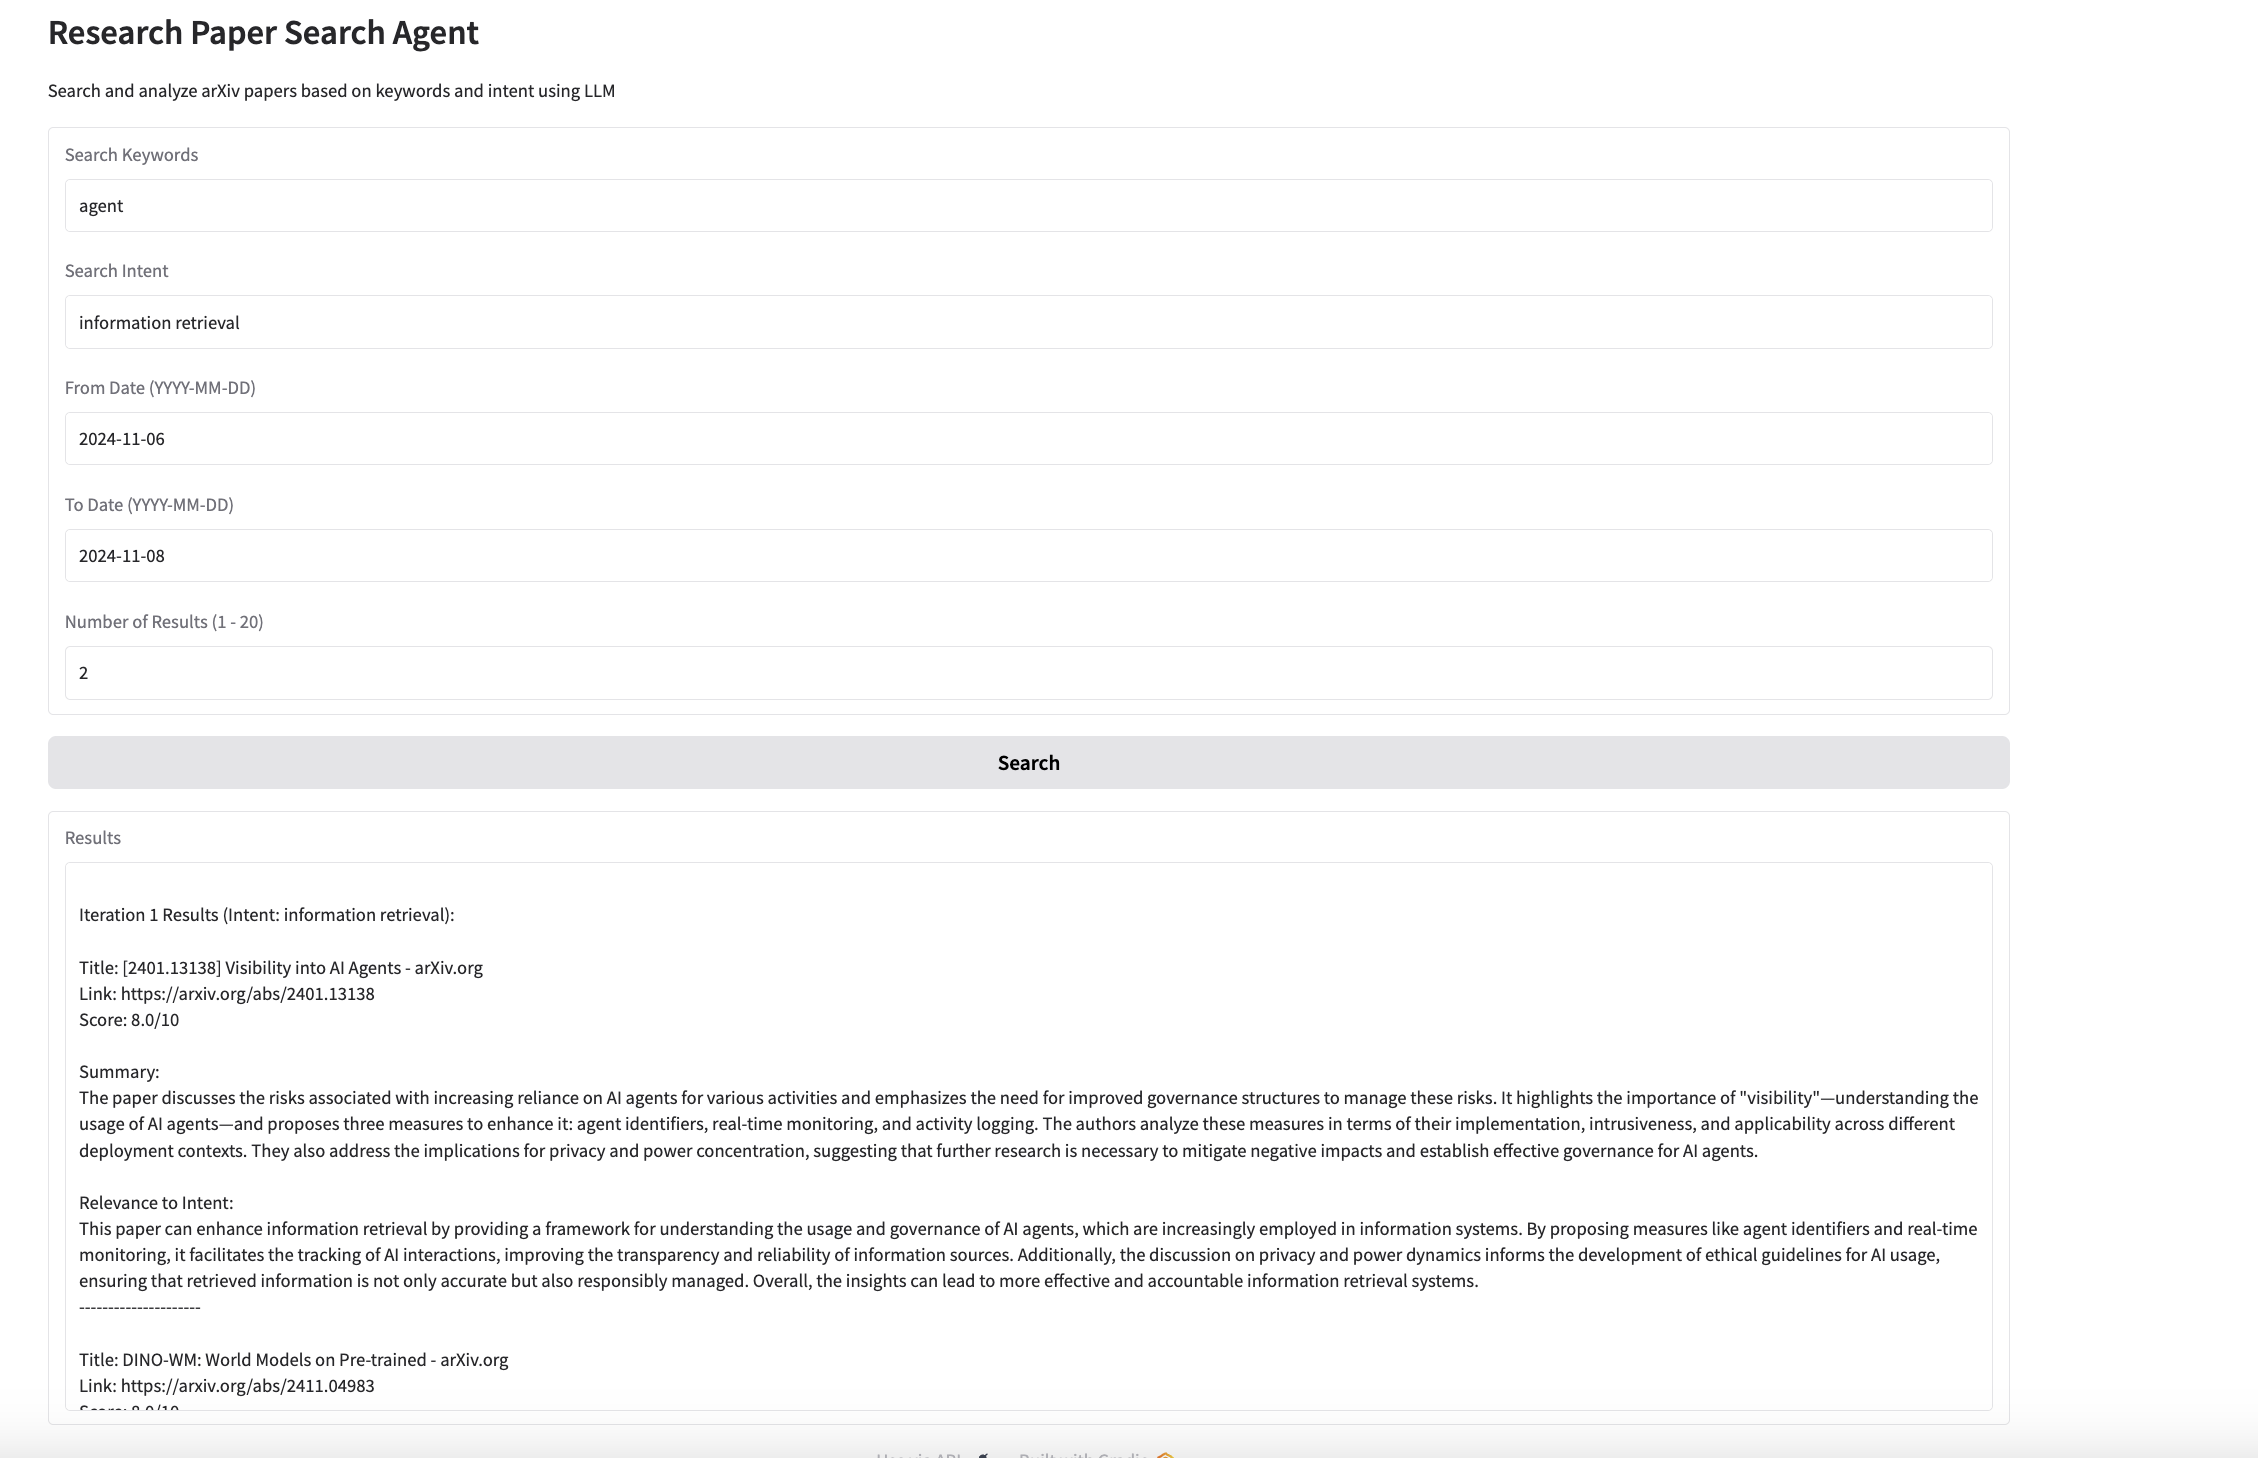 Research Paper Search Agent
Search and analyze arXiv papers based on keywords and intent using LLM
Search Keywords
agent
Search Intent
information retrieval
From Date (YYYY-MM-DD)
2024-11-06
To Date (YYYY-MM-DD)
2024-11-08
Number of Results (1 - 20)
2
Search
Results
Iteration 1 Results (Intent: information retrieval):
Title: [2401.13138] Visibility into AI Agents - arXiv.org
Link: https://arxiv.org/abs/2401.13138
Score: 8.0/10
Summary:
The paper discusses the risks associated with increasing reliance on AI agents for various activities and emphasizes the need for improved governance structures to manage these risks. It highlights the importance of "visibility"—understanding the
usage of AI agents—and proposes three measures to enhance it: agent identifiers, real-time monitoring, and activity logging. The authors analyze these measures in terms of their implementation, intrusiveness, and applicability across different
deployment contexts. They also address the implications for privacy and power concentration, suggesting that further research is necessary to mitigate negative impacts and establish effective governance for AI agents.
Relevance to Intent:
This paper can enhance information retrieval by providing a framework for understanding the usage and governance of AI agents, which are increasingly employed in information systems. By proposing measures like agent identifiers and real-time
monitoring, it facilitates the tracking of AI interactions, improving the transparency and reliability of information sources. Additionally, the discussion on privacy and power dynamics informs the development of ethical guidelines for AI usage,
ensuring that retrieved information is not only accurate but also responsibly managed. Overall, the insights can lead to more effective and accountable information retrieval systems.
---------------------
Title: DINO-WM: World Models on Pre-trained - arXiv.org
Link: https://arxiv.org/abs/2411.04983
Score: 8.0/10